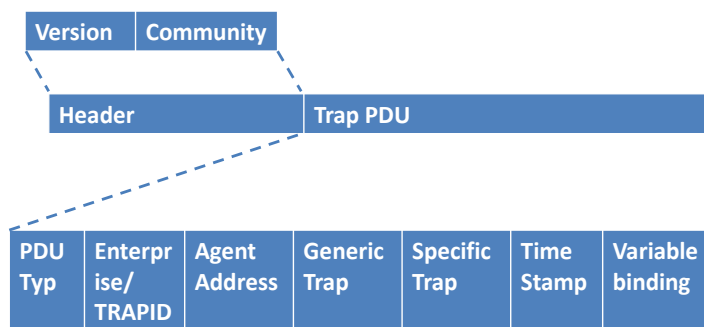 Version Community
Header Trap PDU
PDU Enterpr Agent Generic Specific Time Variable
Typ ise/ Address Trap Trap Stamp binding
TRAPID